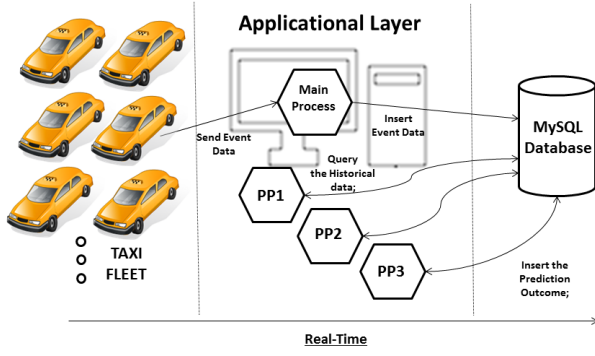 Applicational Layer
Main
Process
Send Event
Data
Insert
Event Data
MySQL
Database
Query
the Historical
data;
PP1
PP2
PP3
TAXI
FLEET
Insert the
Prediction
Outcome;
Real-Time